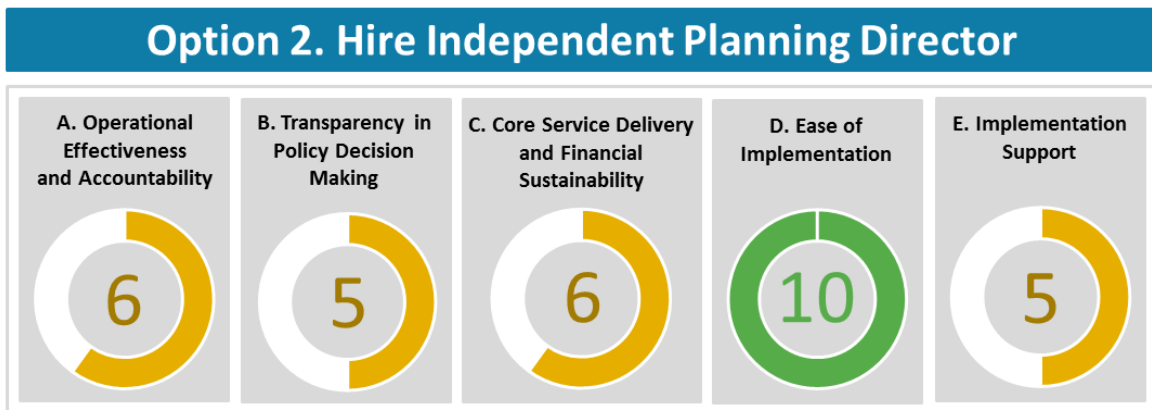 Option 2. Hire Independent Planning Director
A. Operational
Effectiveness
and Accountability
6
B. Transparency in
Policy Decision
Making
5
C. Core Service Delivery
and Financial
Sustainability
6
D. Ease of
Implementation
10
E. Implementation
Support
5